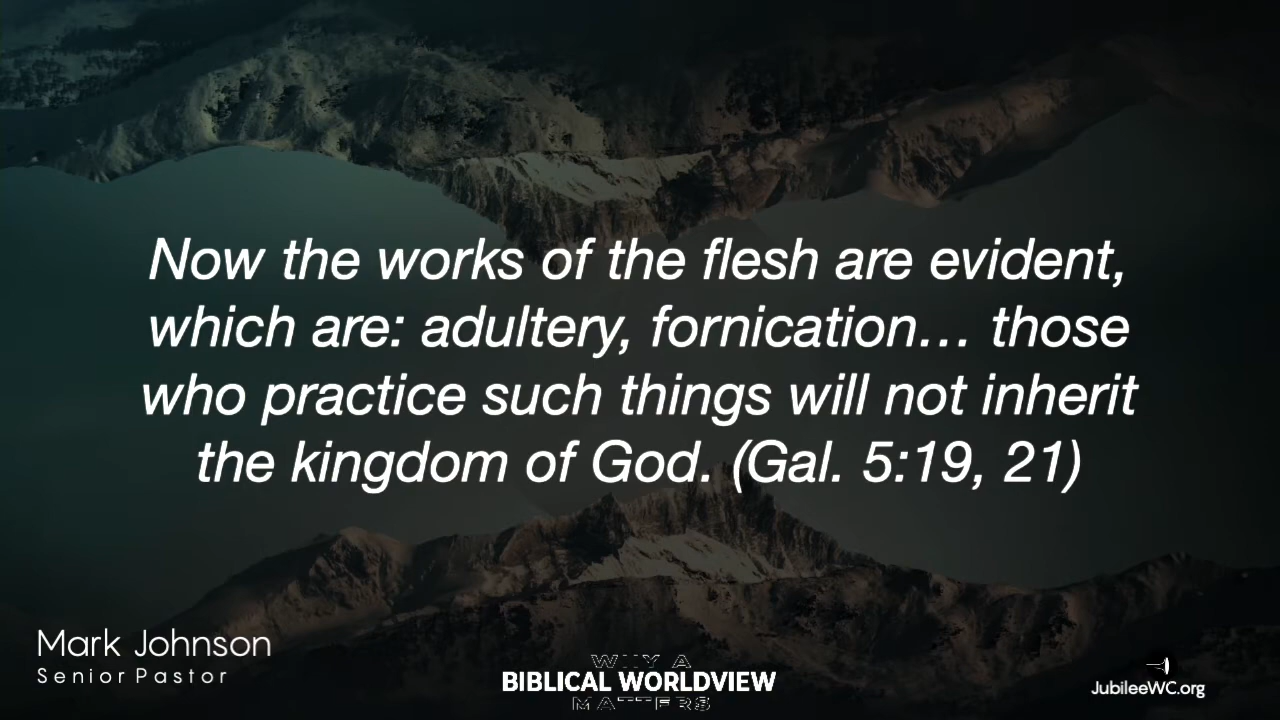 Now the works of the flesh are evident,
which are: adultery, fornication… those
who practice such things will not inherit
the kingdom of God. (Gal. 5:19, 21)
Mark Johnson
Senior Pastor
WHY A
BIBLICAL WORLDVIEW
MATTERS
JubileeWC.org